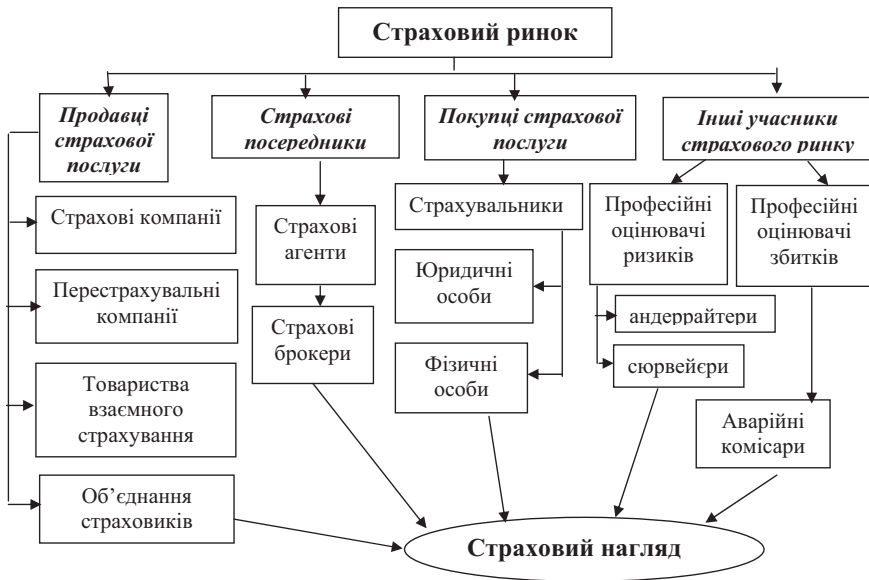 Страховий ринок
Продавці
страхової
послуги
Страхові
посередники
Покупці страхової
послуги
Інші учасники
страхового ринку
Страхові компанії
Перестрахувальні
компанії
Товариства
взаємного
страхування
Об’єднання
страховиків
Страхові
агенти
Страхові
брокери
Страхувальники
Юридичні
особи
Фізичні
особи
Професійні
оцінювачі
ризиків
андеррайтери
сюрвейєри
Професійні
оцінювачі
збитків
Аварійні
комісари
Страховий нагляд